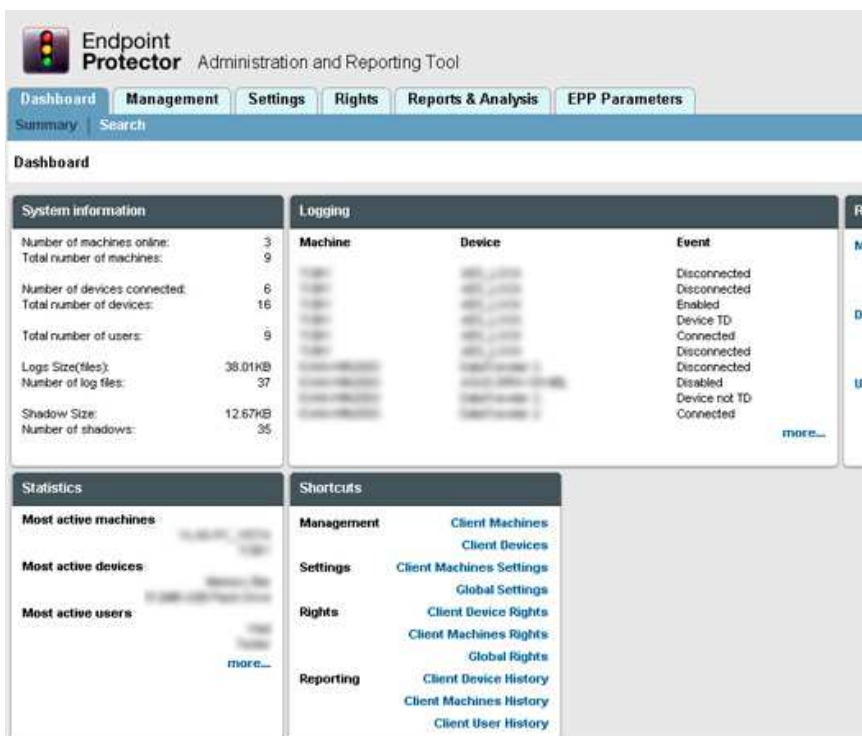 Endpoint
Protector Administration and Reporting Tool
Dashboard Management Settings Rights Reports & Analysis EPP Parameters
Summary | Search
Dashboard
System information
Number of machines online: 3
Total number of machines: 9
Number of devices connected: 6
Total number of devices: 16
Total number of users: 9
Logs Size(files): 38.01KB
Number of log files: 37
Shadow Size: 12.67KB
Number of shadows: 35
Logging
Machine Device Event
Disconnected
Disconnected
Enabled
Device TD
Connected
Disconnected
Disconnected
Disabled
Device not TD
Connected
more...
Statistics
Most active machines
Most active devices
Most active users
more...
Shortcuts
Management Client Machines
Client Devices
Settings Client Machines Settings
Global Settings
Rights Client Device Rights
Client Machines Rights
Global Rights
Reporting Client Device History
Client Machines History
Client User History